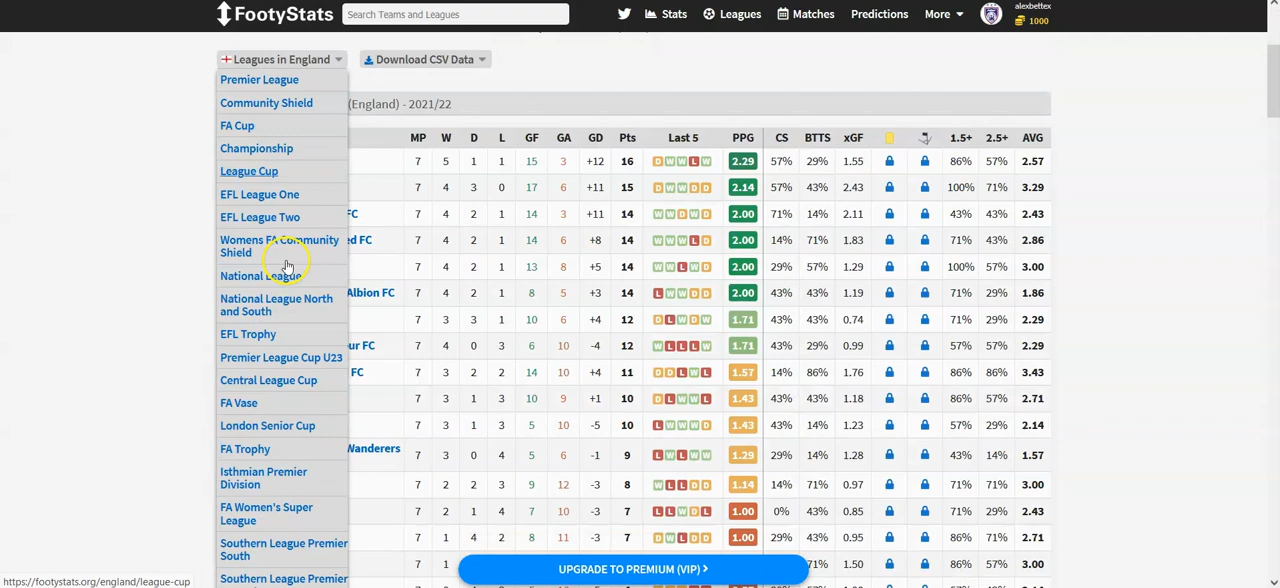 FootyStats
Search Teams and Leagues
Stats
Leagues
Matches
Predictions
More
alexbettex
1000
Leagues in England
Download CSV Data
Premier League
Community Shield
FA Cup
Championship
League Cup
EFL League One
EFL League Two
Womens FA Community
Shield
National League
National League North
and South
EFL Trophy
Premier League Cup U23
Central League Cup
FA Vase
London Senior Cup
FA Trophy
Isthmian Premier
Division
FA Women's Super
League
Southern League Premier
South
Southern League Premier
(England) - 2021/22
MP W D L GF GA GD Pts Last 5 PPG CS BTTS xGF 1.5+ 2.5+ AVG
7 5 1 1 15 3 +12 16 D W W L W 2.29 57% 29% 1.55 86% 57% 2.57
7 4 3 0 17 6 +11 15 D W W D D 2.14 57% 43% 2.43 100% 71% 3.29
FC 7 4 2 1 14 3 +11 14 W W D W D 2.00 71% 14% 2.11 43% 43% 2.43
ed FC 7 4 2 1 14 6 +8 14 W W W L D 2.00 14% 71% 1.83 71% 43% 2.86
7 4 2 1 13 8 +5 14 W W L W D 2.00 29% 57% 1.29 100% 57% 3.00
Albion FC 7 4 2 1 8 5 +3 14 L W W D D 2.00 43% 43% 1.19 71% 29% 1.86
7 3 3 1 10 6 +4 12 D L W D W 1.71 43% 43% 0.74 71% 29% 2.29
ur FC 7 4 0 3 6 10 -4 12 W L L L W 1.71 43% 29% 0.99 57% 57% 2.29
FC 7 3 2 2 14 10 +4 11 D D L W L 1.57 14% 86% 1.76 86% 71% 3.43
7 3 1 3 10 9 +1 10 D L W W L 1.43 43% 43% 1.18 86% 57% 2.71
7 3 1 3 5 10 -5 10 L W W W D 1.43 43% 14% 1.23 57% 29% 2.14
Wanderers 7 3 0 4 5 6 -1 9 L W L W W 1.29 29% 14% 1.28 43% 14% 1.57
7 2 2 3 9 12 -3 8 W L L D D 1.14 14% 71% 0.97 71% 71% 3.00
7 2 1 4 7 10 -3 7 L L W D L 1.00 0% 43% 0.85 71% 29% 2.43
7 1 4 2 8 11 -3 7 D W L D D 1.00 29% 43% 0.95 86% 57% 2.71
7 1 71% 1.50 86% 57% 3.00
UPGRADE TO PREMIUM (VIP)
https://footystats.org/england/league-cup